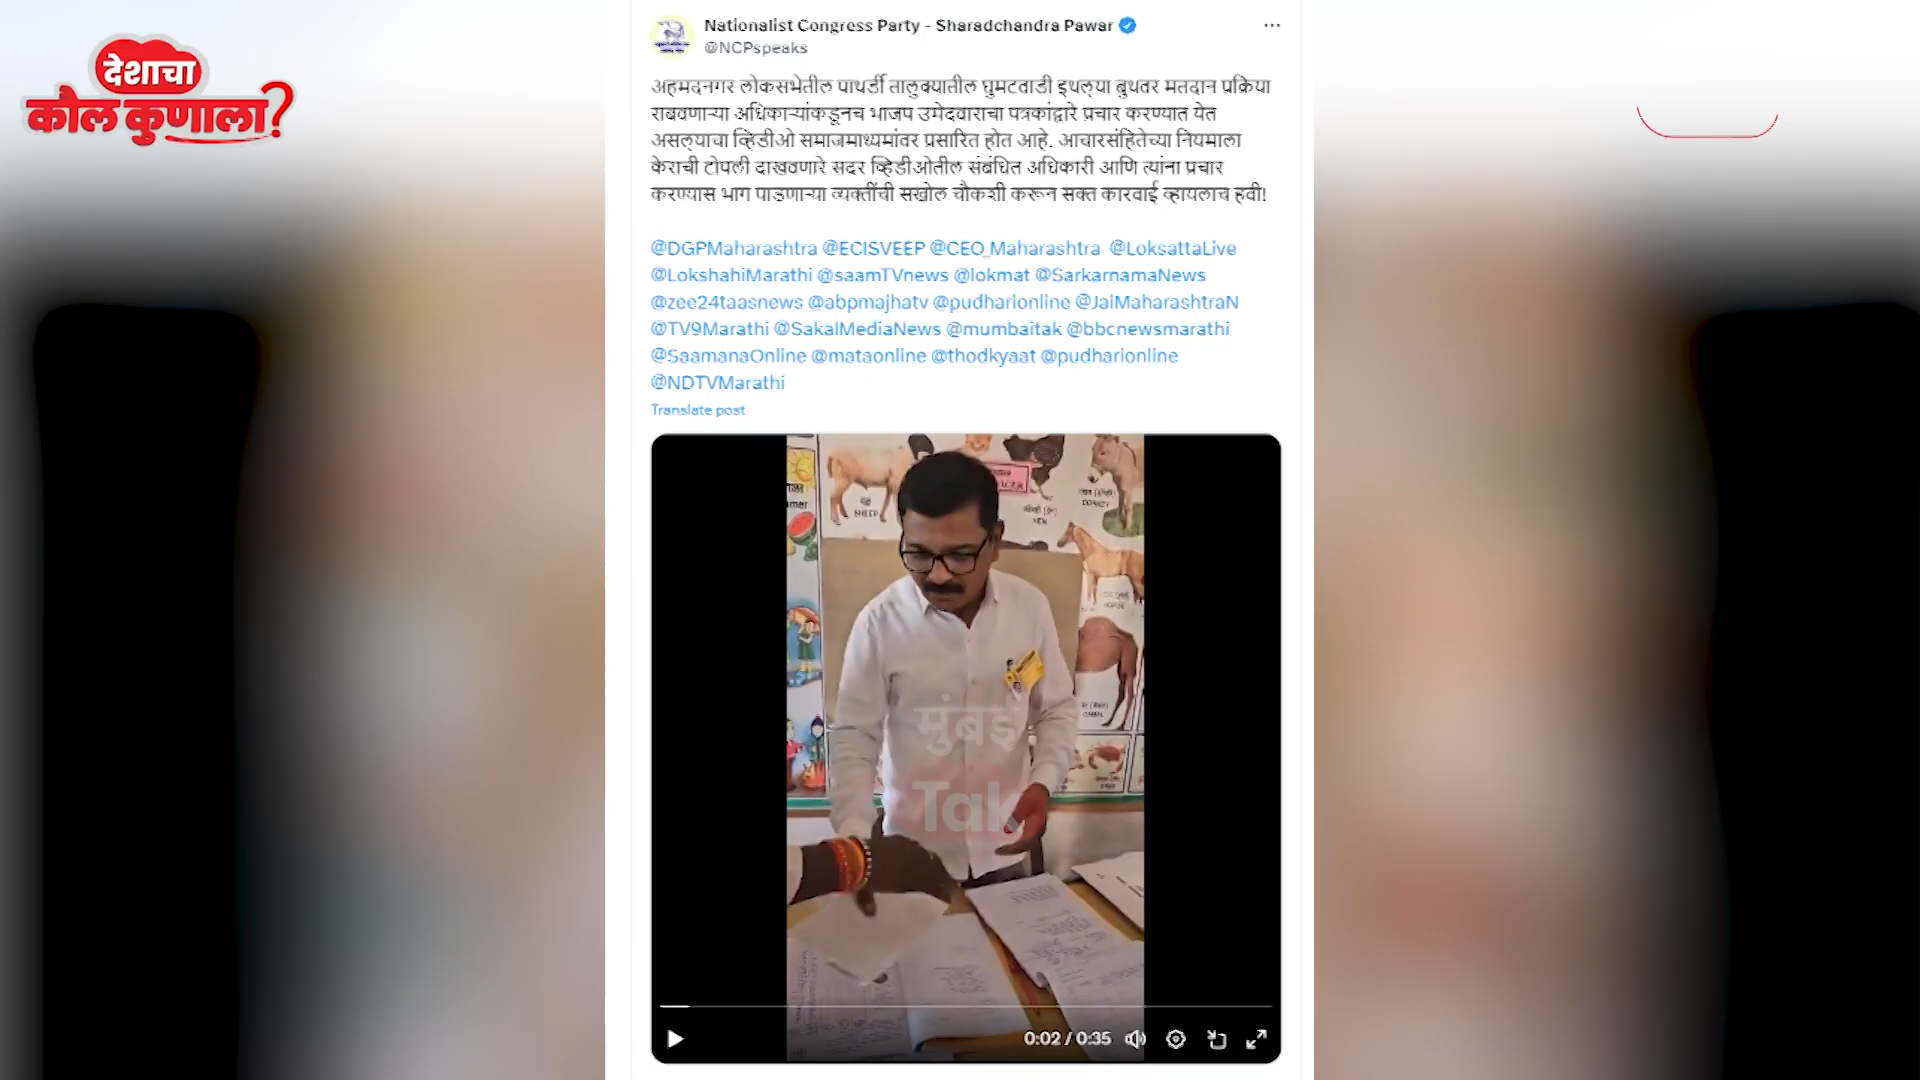 देशाचा
कौल कुणाला?
Nationalist Congress Party - Sharadchandra Pawar
@NCPspeaks
अहमदनगर लोकसभेतील पाथर्डी तालुक्यातील घुमटवाडी इथल्या बुथवर मतदान प्रक्रिया
राबवणाऱ्या अधिकाऱ्यांकडूनच भाजप उमेदवाराचा पत्रकांद्वारे प्रचार करण्यात येत
असल्याचा व्हिडीओ समाजमाध्यमांवर प्रसारित होत आहे. आचारसंहितेच्या नियमाला
केराची टोपली दाखवणारे सदर व्हिडीओतील संबंधित अधिकारी आणि त्यांना प्रचार
करण्यास भाग पाडणाऱ्या व्यक्तींची सखोल चौकशी करून सक्त कारवाई व्हायलाच हवी!
@DGPMaharashtra @ECISVEEP @CEO_Maharashtra @LoksattaLive
@LokshahiMarathi @saamTVnews @lokmat @SarkarnamaNews
@zee24taasnews @abpmajhatv @pudharionline @JaiMaharashtraN
@TV9Marathi @SakalMediaNews @mumbaitak @bbcnewsmarathi
@SaamanaOnline @mataonline @thodkyaat @pudharionline
@NDTVMarathi
Translate post
SHEEP
DONKEY
HEN
मुंबई
Tak
0:02 / 0:35